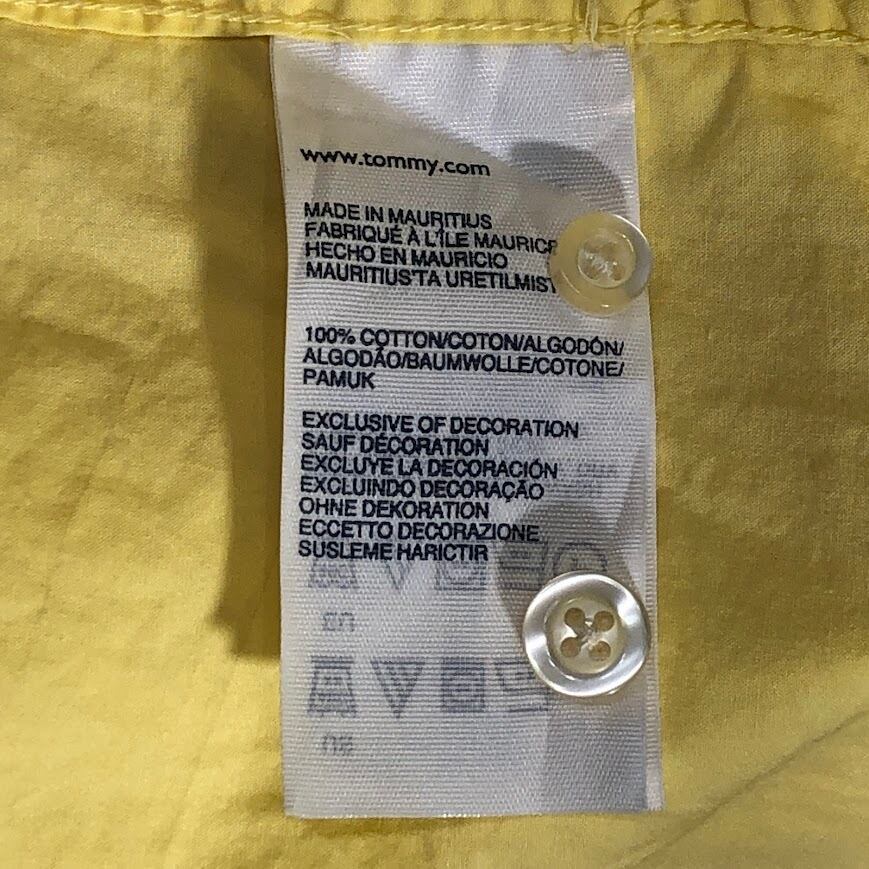 www.tommy.com
MADE IN MAURITIUS
FABRIQUÉ À L'ÎLE MAURICE
HECHO EN MAURICIO
MAURITIUS'TA URETILMIST
100% COTTON/COTON/ALGODÓN/
ALGODÃO/BAUMWOLLE/COTONE/
PAMUK
EXCLUSIVE OF DECORATION
SAUF DÉCORATION
EXCLUYE LA DECORACIÓN
EXCLUINDO DECORAÇÃO
OHNE DEKORATION
ECCETTO DECORAZIONE
SUSLEME HARICTIR